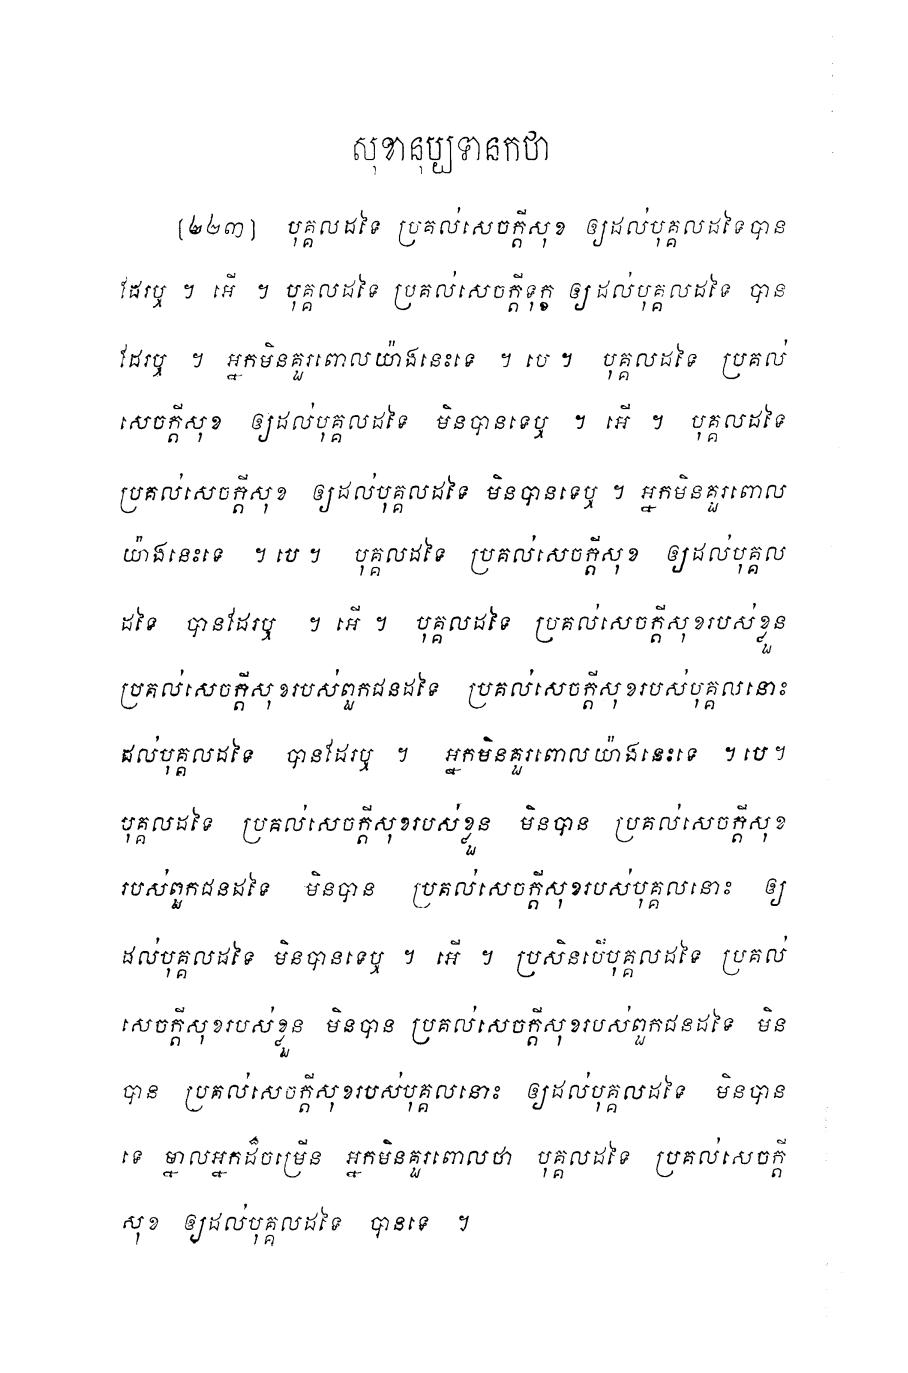 សុខានុប្បទានកថា
[៤២៣] បុគ្គលដទៃ ប្រគល់សេចក្តីសុខ ឲ្យដល់បុគ្គលដទៃបាន
ដែរឬ ។ អើ ។ បុគ្គលដទៃ ប្រគល់សេចក្តីទុក្ខ ឲ្យដល់បុគ្គលដទៃ បាន
ដែរឬ ។ អ្នកមិនគួរពោលយ៉ាងនេះទេ ។ បេ ។ បុគ្គលដទៃ ប្រគល់
សេចក្តីសុខ ឲ្យដល់បុគ្គលដទៃ មិនបានទេឬ ។ អើ ។ បុគ្គលដទៃ
ប្រគល់សេចក្តីសុខ ឲ្យដល់បុគ្គលដទៃ មិនបានទេឬ ។ អ្នកមិនគួរពោល
យ៉ាងនេះទេ ។ បេ ។ បុគ្គលដទៃ ប្រគល់សេចក្តីសុខ ឲ្យដល់បុគ្គល
ដទៃ បានដែរឬ ។ អើ ។ បុគ្គលដទៃ ប្រគល់សេចក្តីសុខរបស់ខ្លួន
ប្រគល់សេចក្តីសុខរបស់ពួកជនដទៃ ប្រគល់សេចក្តីសុខរបស់បុគ្គលនោះ
ដល់បុគ្គលដទៃ បានដែរឬ ។ អ្នកមិនគួរពោលយ៉ាងនេះទេ ។ បេ ។
បុគ្គលដទៃ ប្រគល់សេចក្តីសុខរបស់ខ្លួន មិនបាន ប្រគល់សេចក្តីសុខ
របស់ពួកជនដទៃ មិនបាន ប្រគល់សេចក្តីសុខរបស់បុគ្គលនោះ ឲ្យ
ដល់បុគ្គលដទៃ មិនបានទេឬ ។ អើ ។ ប្រសិនបើបុគ្គលដទៃ ប្រគល់
សេចក្តីសុខរបស់ខ្លួន មិនបាន ប្រគល់សេចក្តីសុខរបស់ពួកជនដទៃ មិន
បាន ប្រគល់សេចក្តីសុខរបស់បុគ្គលនោះ ឲ្យដល់បុគ្គលដទៃ មិនបាន
ទេ ម្នាលអ្នកដ៏ចម្រើន អ្នកមិនគួរពោលថា បុគ្គលដទៃ ប្រគល់សេចក្តី
សុខ ឲ្យដល់បុគ្គលដទៃ បានទេ ។